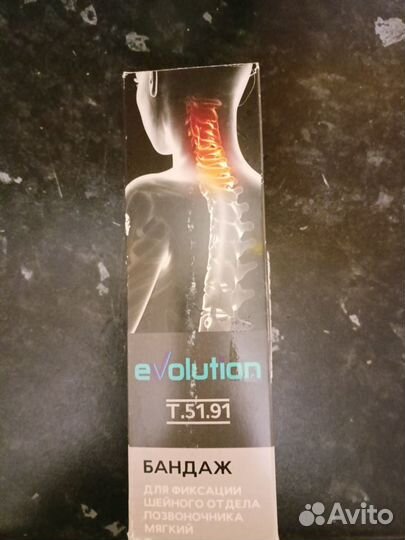 evolution
Т.51.91
БАНДАЖ
ДЛЯ ФИКСАЦИИ
ШЕЙНОГО ОТДЕЛА
ПОЗВОНОЧНИКА
МЯГКИЙ
Avito